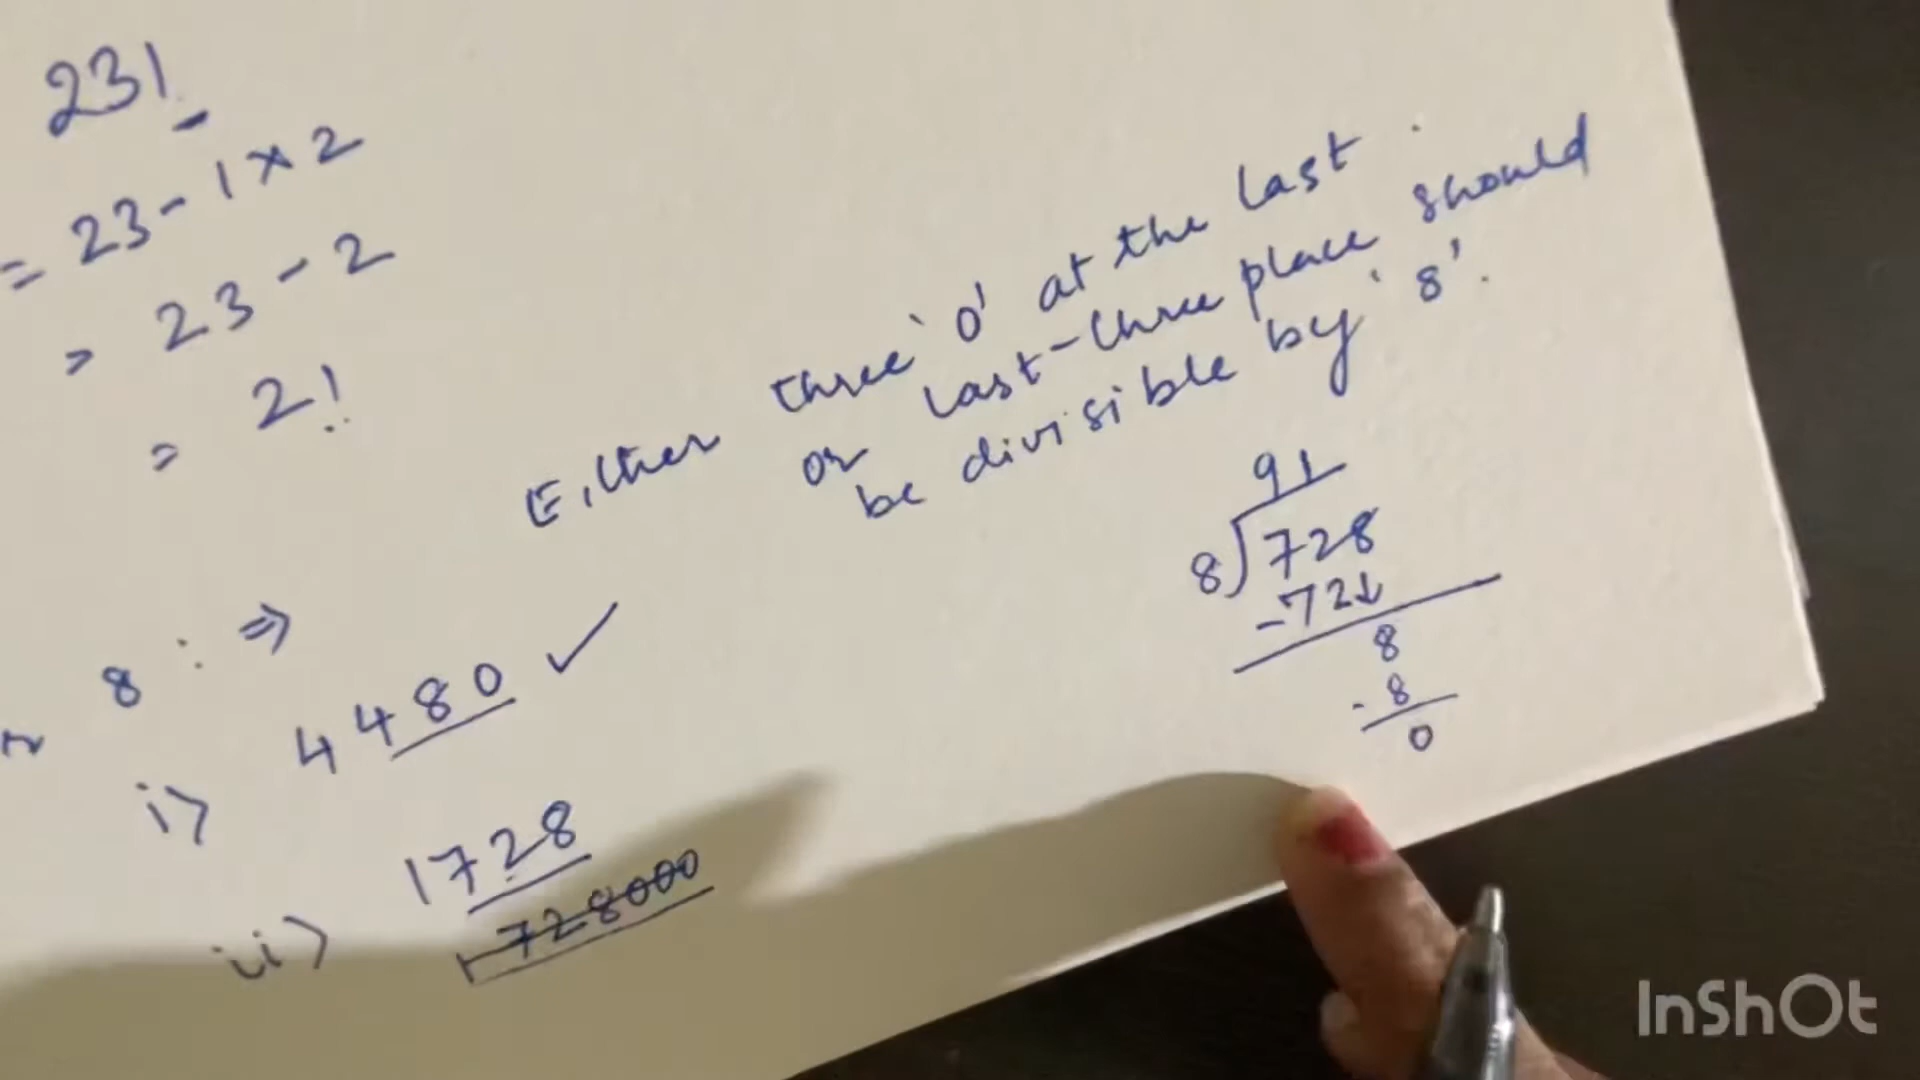 231
= 23 - 1 × 2
= 23 - 2
= 21
Either three '0' at the last
or last-three place should
be divisible by '8'.
8 : ⇒
i) 4480 ✓
ii) 1728
1728000
91
8)728
-72↓
8
-8
0
InShOt